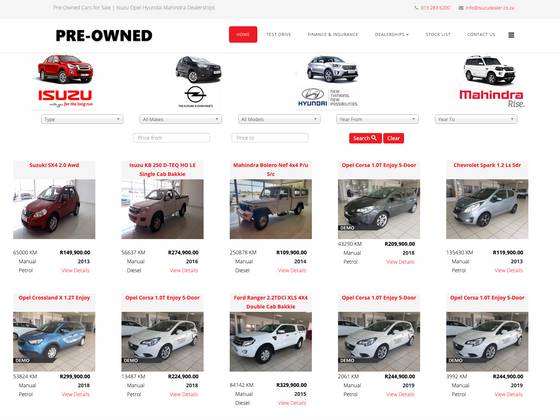 Pre-Owned Cars for Sale | Isuzu Opel Hyundai Mahindra Dealerships
013 283 6200 info@isuzudealer.co.za
PRE-OWNED
HOME TEST DRIVE FINANCE & INSURANCE DEALERSHIPS STOCK LIST CONTACT US
ISUZU
HYUNDAI
NEW THINKING.
NEW POSSIBILITIES.
Mahindra
Rise.
Type All Makes All Models Year From Year To
Price from Price to Search Clear
Suzuki SX4 2.0 Awd
65000 KM R149,900.00
Manual 2013
Petrol View Details
Isuzu KB 250 D-TEQ HO LE
Single Cab Bakkie
56637 KM R274,900.00
Manual 2016
Diesel View Details
Mahindra Bolero Nef 4x4 P/u
S/c
250878 KM R109,900.00
Manual 2014
Diesel View Details
Opel Corsa 1.0T Enjoy 5-Door
DEMO
43290 KM R209,900.00
Manual 2018
Petrol View Details
Chevrolet Spark 1.2 Ls 5dr
135430 KM R119,900.00
Manual 2013
Petrol View Details
Opel Crossland X 1.2T Enjoy
DEMO
53824 KM R299,900.00
Manual 2018
Petrol View Details
Opel Corsa 1.0T Enjoy 5-Door
DEMO
13487 KM R224,900.00
Manual 2018
Petrol View Details
Ford Ranger 2.2TDCi XLS 4X4
Double Cab Bakkie
84142 KM R329,900.00
Manual 2015
Diesel View Details
Opel Corsa 1.0T Enjoy 5-Door
DEMO
2061 KM R244,900.00
Manual 2019
Petrol View Details
Opel Corsa 1.0T Enjoy 5-Door
DEMO
3992 KM R244,900.00
Manual 2019
Petrol View Details